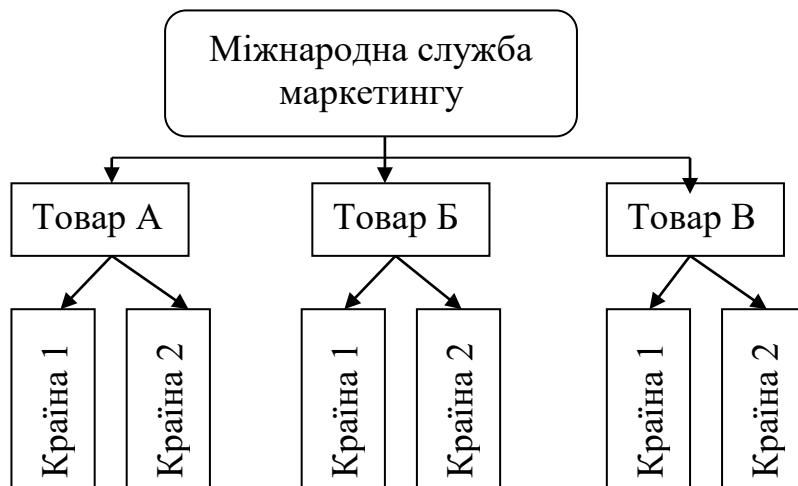 Міжнародна служба
маркетингу
Товар А
Товар Б
Товар В
Країна 1
Країна 2
Країна 1
Країна 2
Країна 1
Країна 2